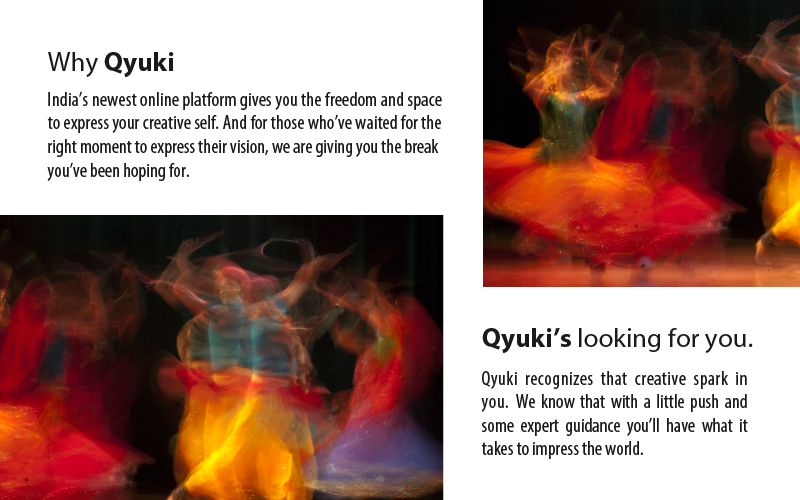 Why Qyuki
India’s newest online platform gives you the freedom and space
to express your creative self. And for those who’ve waited for the
right moment to express their vision, we are giving you the break
you’ve been hoping for.
Qyuki’s looking for you.
Qyuki recognizes that creative spark in
you. We know that with a little push and
some expert guidance you’ll have what it
takes to impress the world.